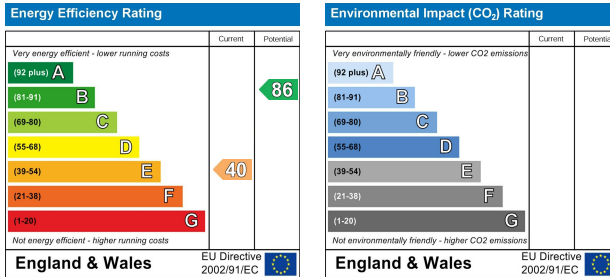 Energy Efficiency Rating
Current Potential
Very energy efficient - lower running costs
(92 plus) A
(81-91) B
86
(69-80) C
(55-68) D
(39-54) E
40
(21-38) F
(1-20) G
Not energy efficient - higher running costs
England & Wales
EU Directive
2002/91/EC
Environmental Impact (CO₂) Rating
Current Potential
Very environmentally friendly - lower CO2 emissions
(92 plus) A
(81-91) B
(69-80) C
(55-68) D
(39-54) E
(21-38) F
(1-20) G
Not environmentally friendly - higher CO2 emissions
England & Wales
EU Directive
2002/91/EC